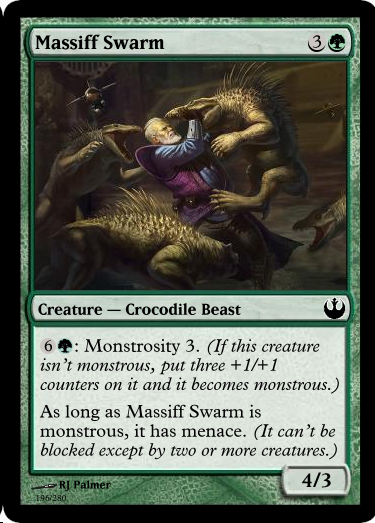 Massiff Swarm 3
Creature — Crocodile Beast
6 : Monstrosity 3. (If this creature
isn't monstrous, put three +1/+1
counters on it and it becomes monstrous.)
As long as Massiff Swarm is
monstrous, it has menace. (It can't be
blocked except by two or more creatures.)
4/3
RJ Palmer
196/280